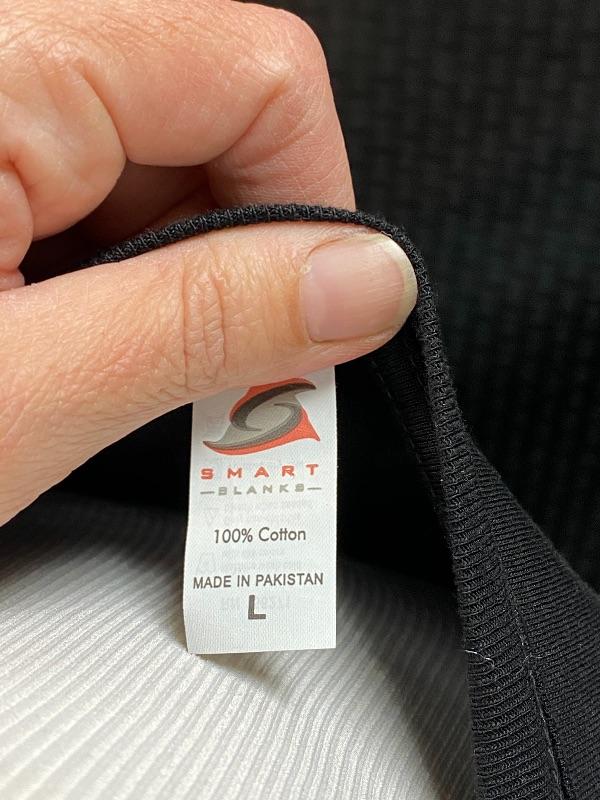 SMART
BLANKS
100% Cotton
MADE IN PAKISTAN
L